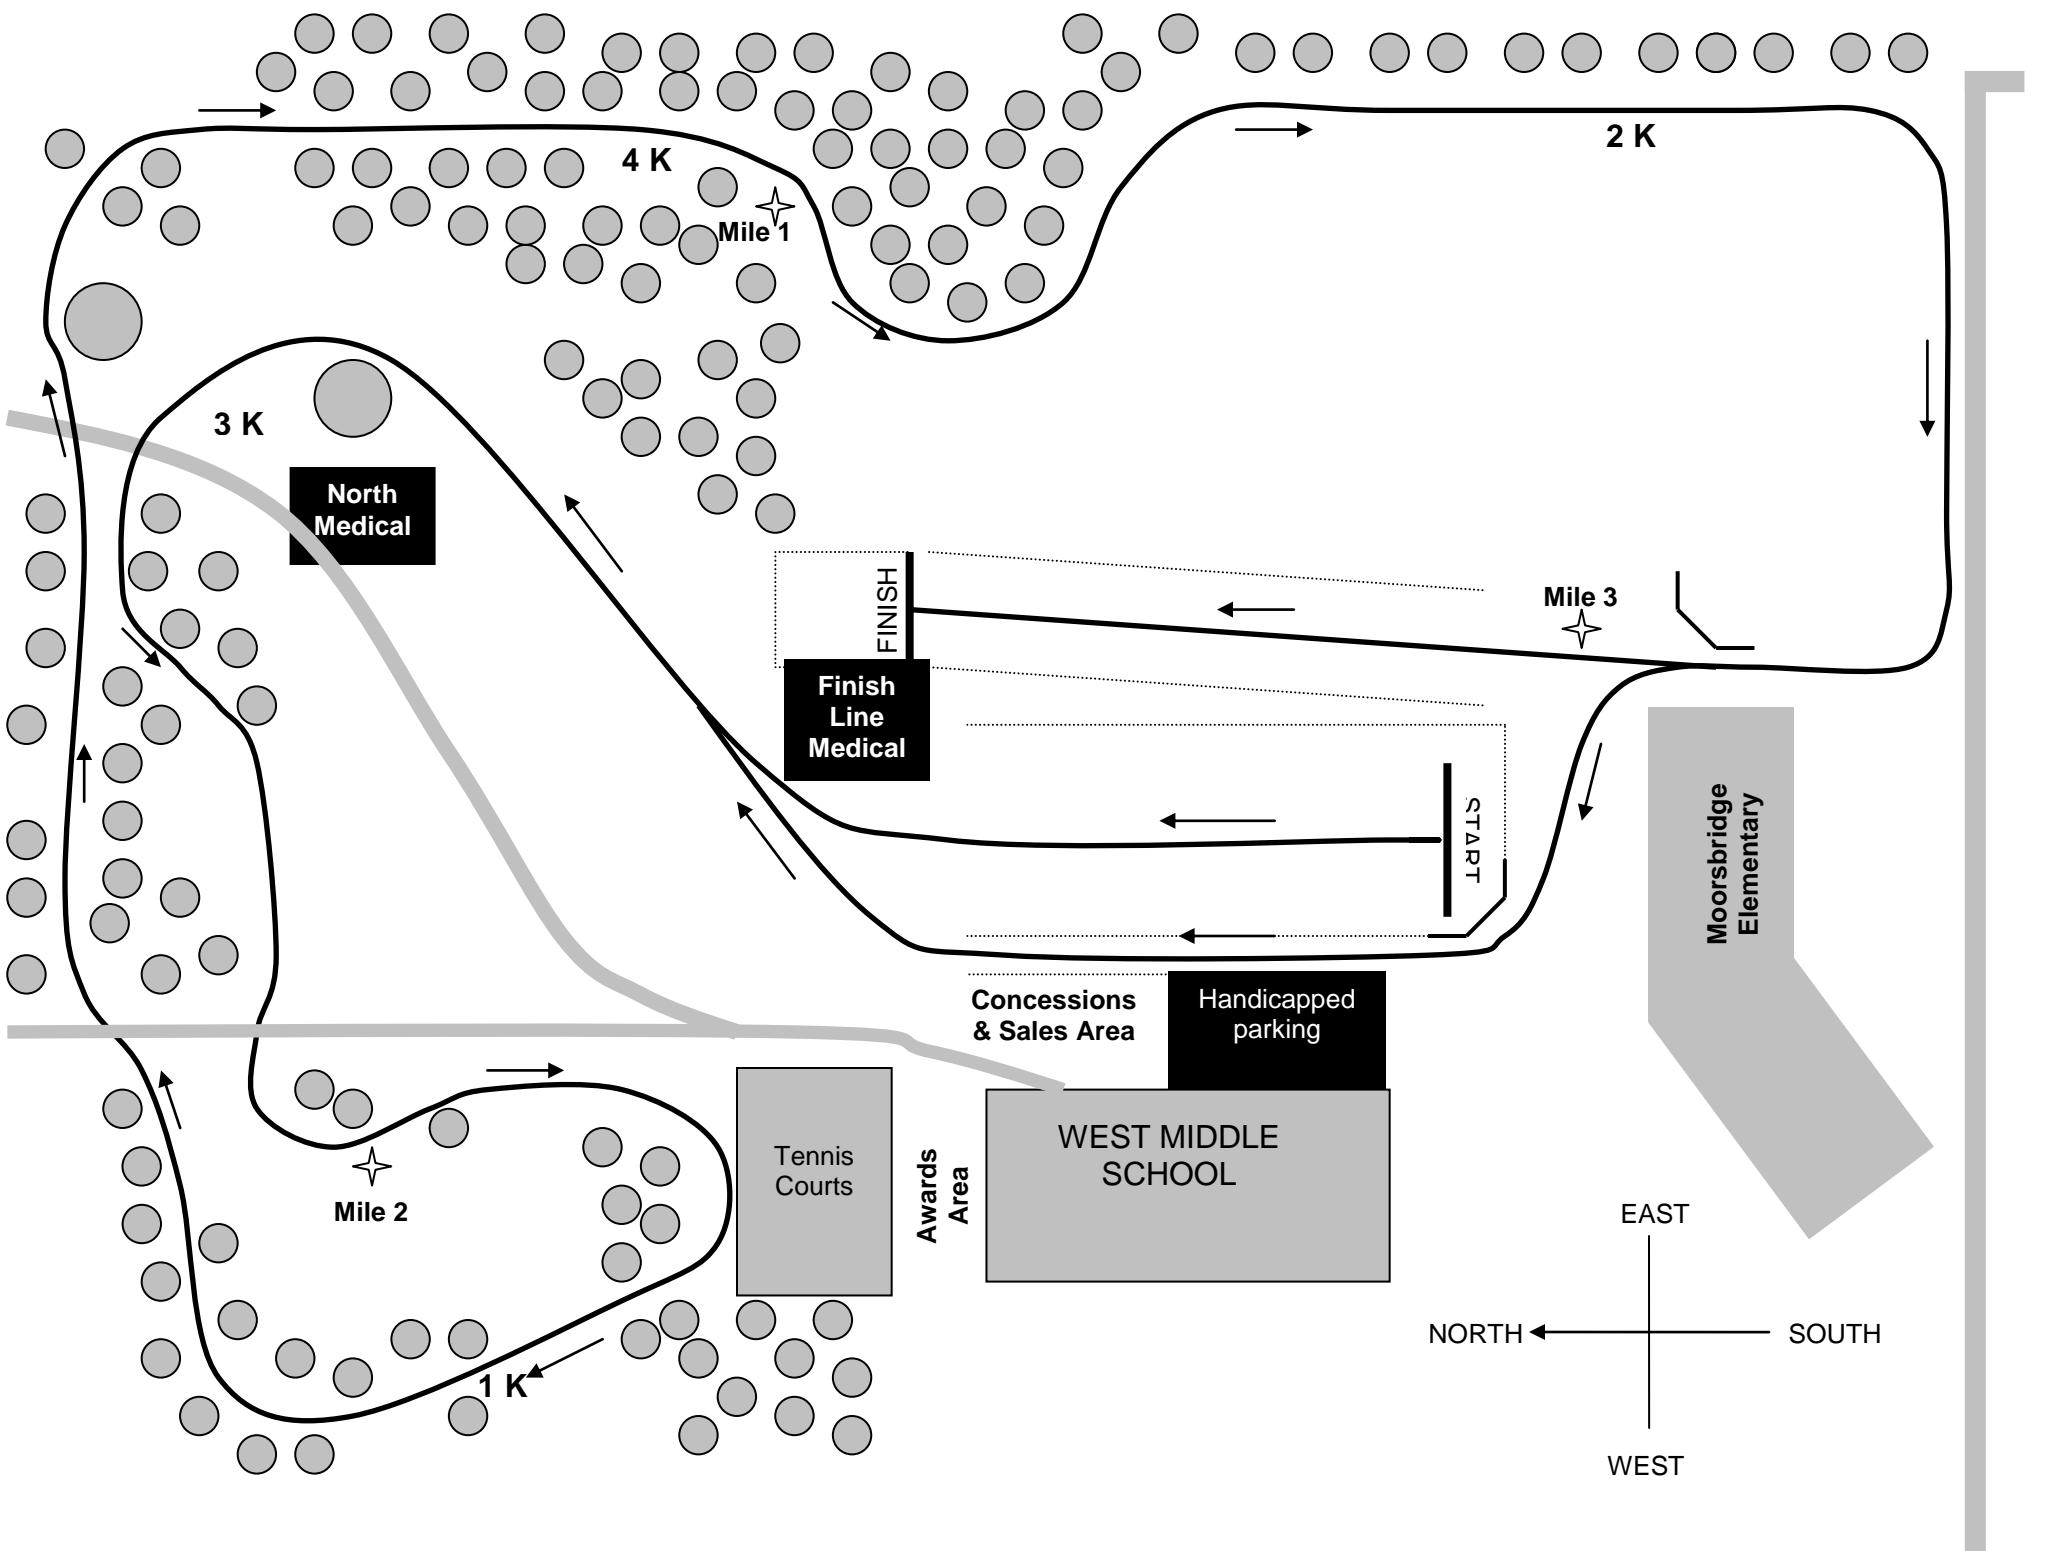 2 K
4 K
Mile 1
3 K
North
Medical
FINISH
Mile 3
Finish
Line
Medical
START
Moorsbridge
Elementary
Concessions
& Sales Area
Handicapped
parking
WEST MIDDLE
SCHOOL
Tennis
Courts
Awards
Area
Mile 2
1 K
EAST
NORTH
SOUTH
WEST